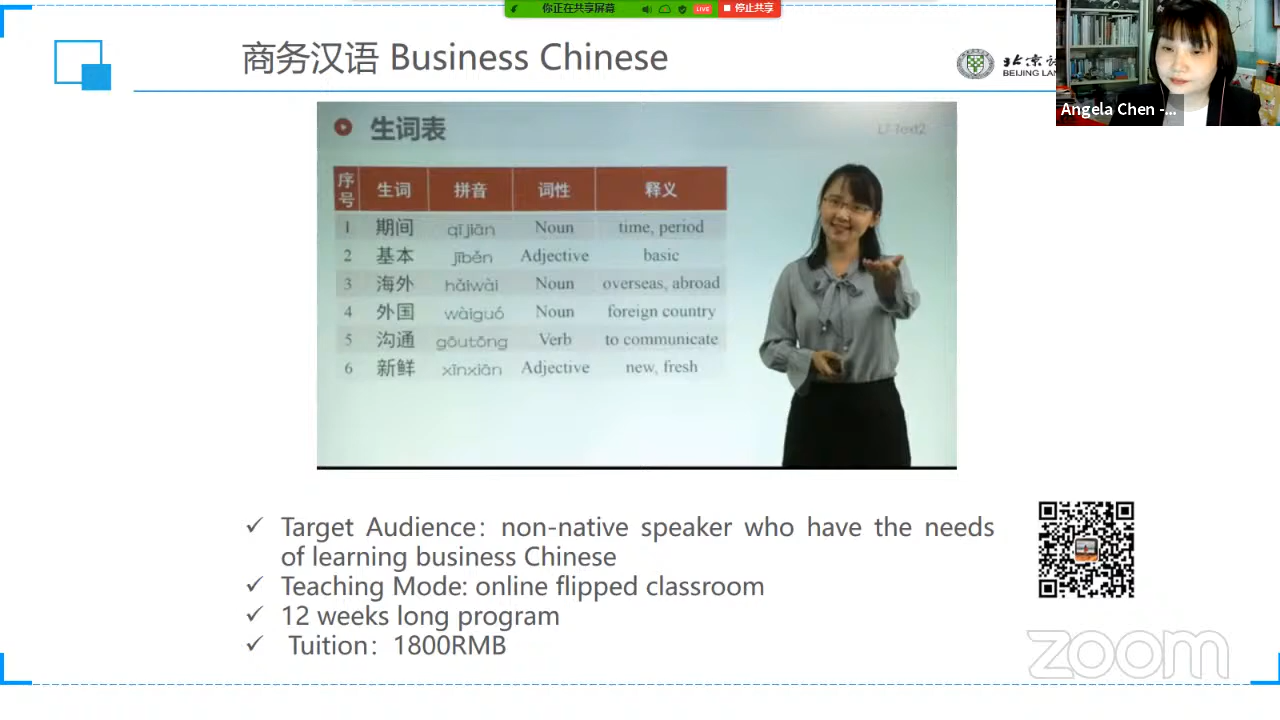 你正在共享屏幕 LIVE 停止共享
商务汉语 Business Chinese
BEIJING LAN
Angela Chen -...
生词表
L7-Text2
序号 生词 拼音 词性 释义
1 期间 qījiān Noun time, period
2 基本 jīběn Adjective basic
3 海外 hǎiwài Noun overseas, abroad
4 外国 wàiguó Noun foreign country
5 沟通 gōutōng Verb to communicate
6 新鲜 xīnxiān Adjective new, fresh
✓ Target Audience：non-native speaker who have the needs
of learning business Chinese
✓ Teaching Mode: online flipped classroom
✓ 12 weeks long program
✓ Tuition：1800RMB
zoom